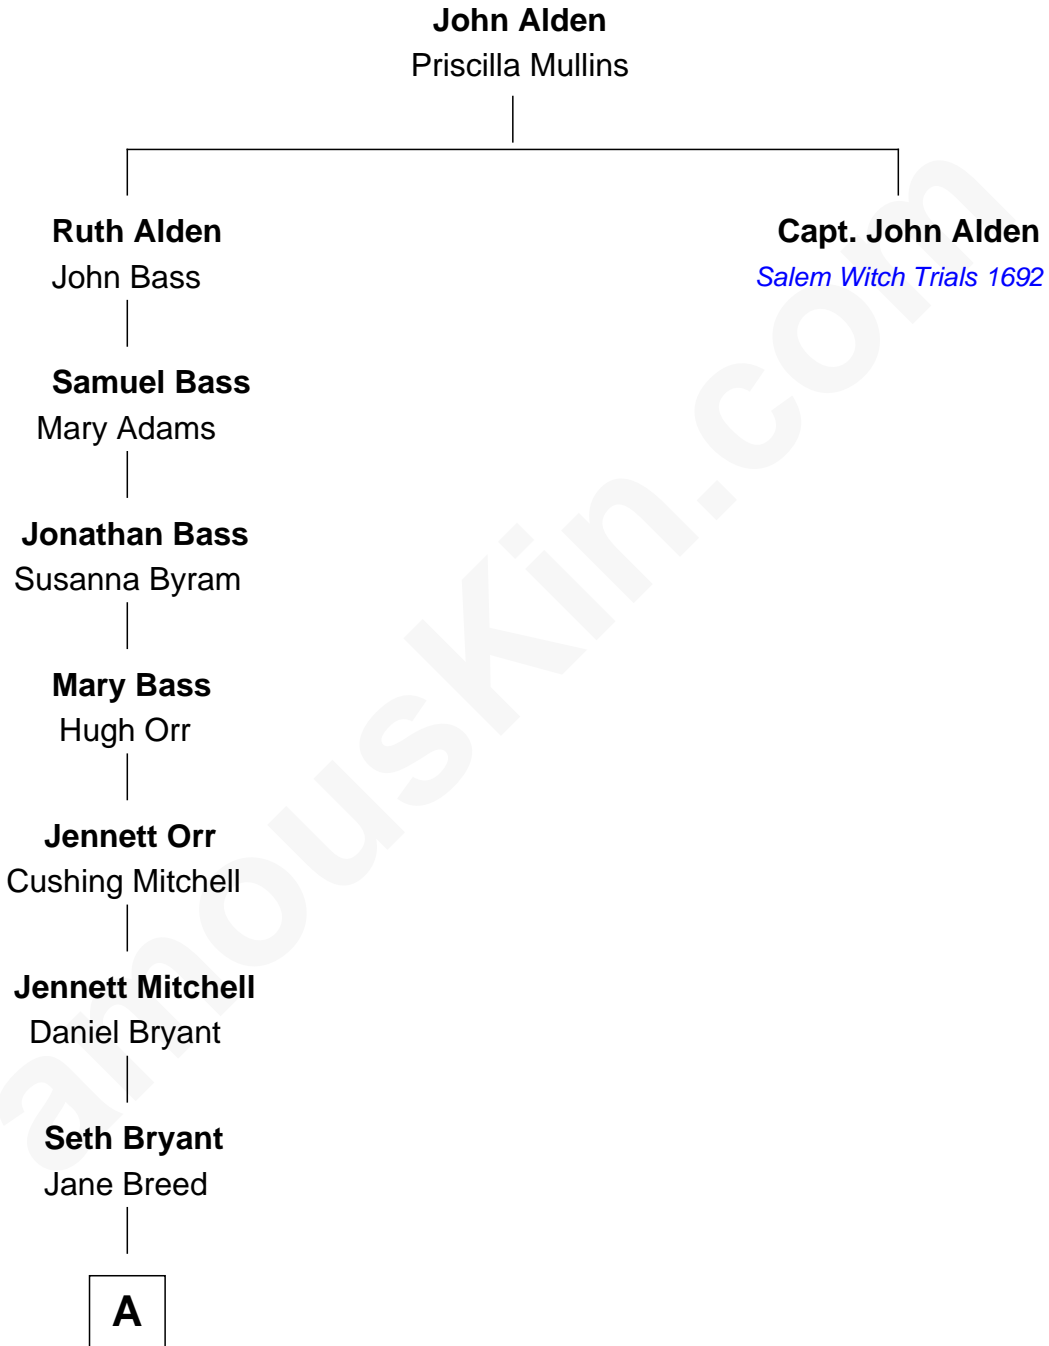 John Alden
Priscilla Mullins
Ruth Alden
John Bass
Capt. John Alden
Salem Witch Trials 1692
Samuel Bass
Mary Adams
Jonathan Bass
Susanna Byram
Mary Bass
Hugh Orr
Jennett Orr
Cushing Mitchell
Jennett Mitchell
Daniel Bryant
Seth Bryant
Jane Breed
A
amousKin.com